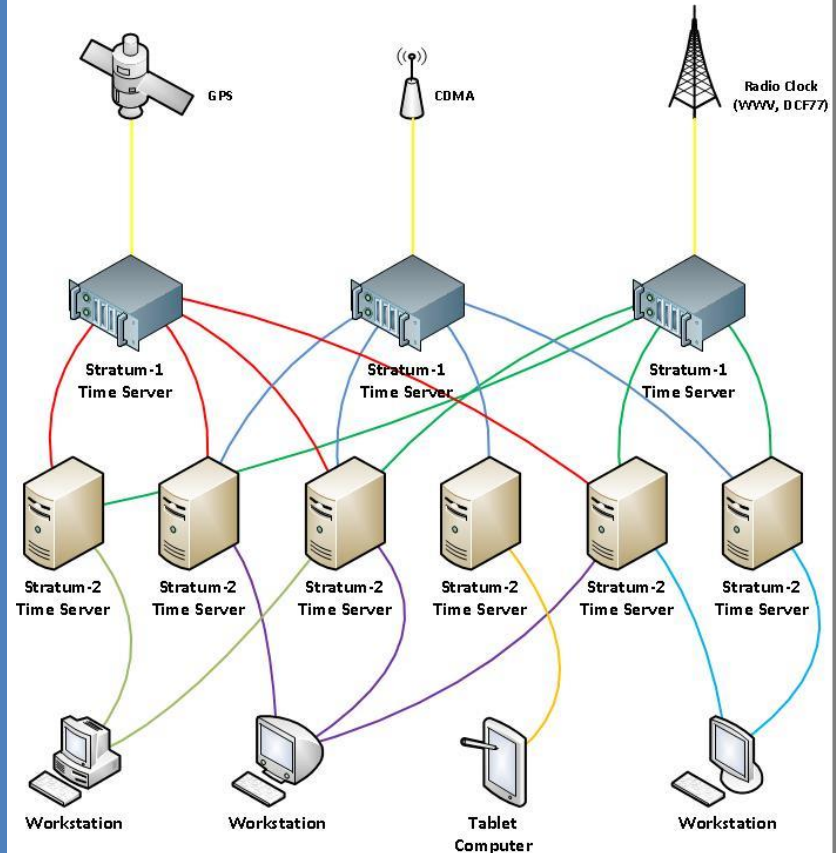 GPS
CDMA
Radio Clock
(WWV, DCF77)
Stratum-1
Time Server
Stratum-1
Time Server
Stratum-1
Time Server
Stratum-2
Time Server
Stratum-2
Time Server
Stratum-2
Time Server
Stratum-2
Time Server
Stratum-2
Time Server
Stratum-2
Time Server
Workstation
Workstation
Tablet
Computer
Workstation